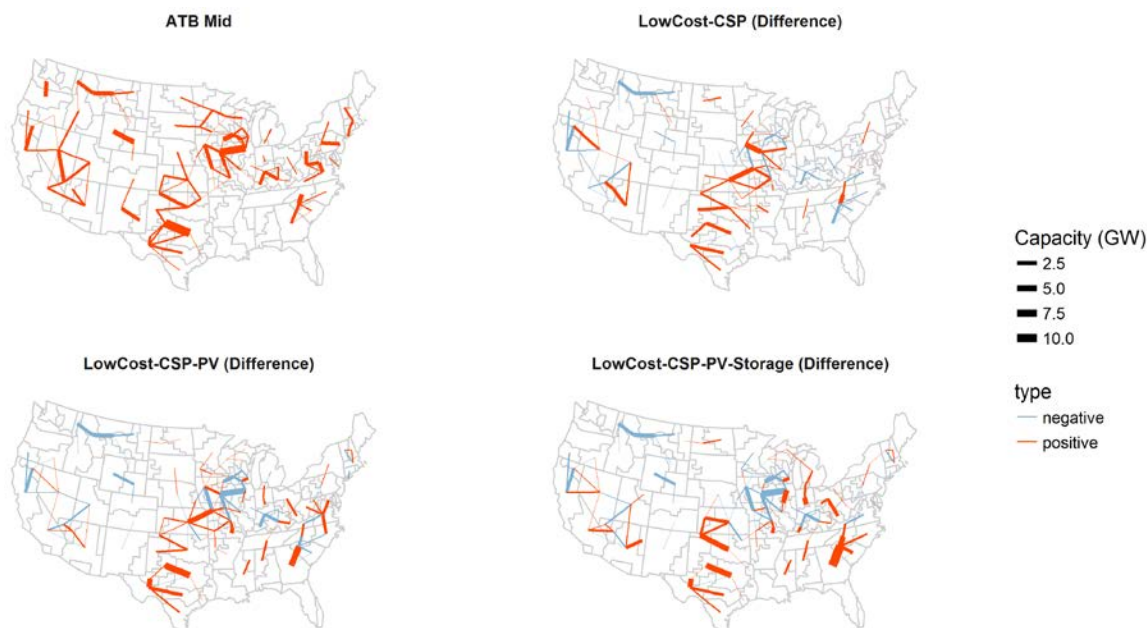 ATB Mid
LowCost-CSP (Difference)
Capacity (GW)
2.5
5.0
7.5
10.0
type
negative
positive
LowCost-CSP-PV (Difference)
LowCost-CSP-PV-Storage (Difference)